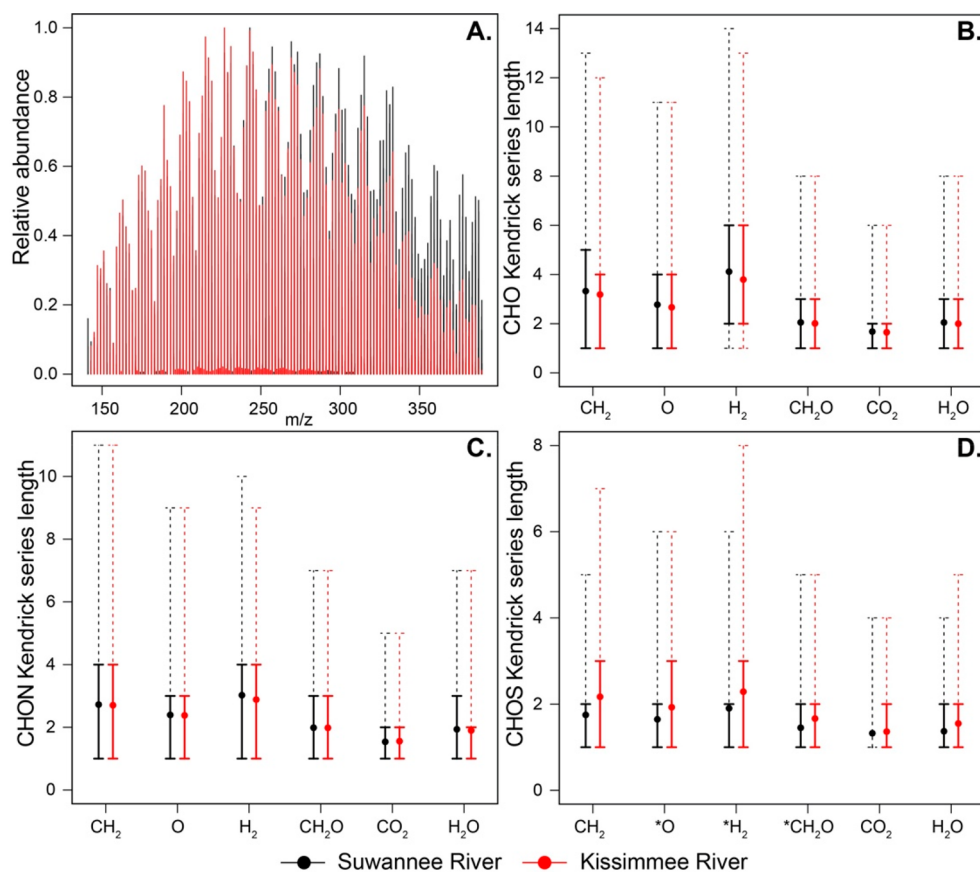 A.
Relative abundance
1.0
0.8
0.6
0.4
0.2
0.0
150 200 250 300 350
m/z
B.
CHO Kendrick series length
14
12
10
8
6
4
2
0
CH₂ O H₂ CH₂O CO₂ H₂O
C.
CHON Kendrick series length
10
8
6
4
2
0
CH₂ O H₂ CH₂O CO₂ H₂O
D.
CHOS Kendrick series length
8
6
4
2
0
CH₂ *O *H₂ *CH₂O CO₂ H₂O
Suwannee River Kissimmee River